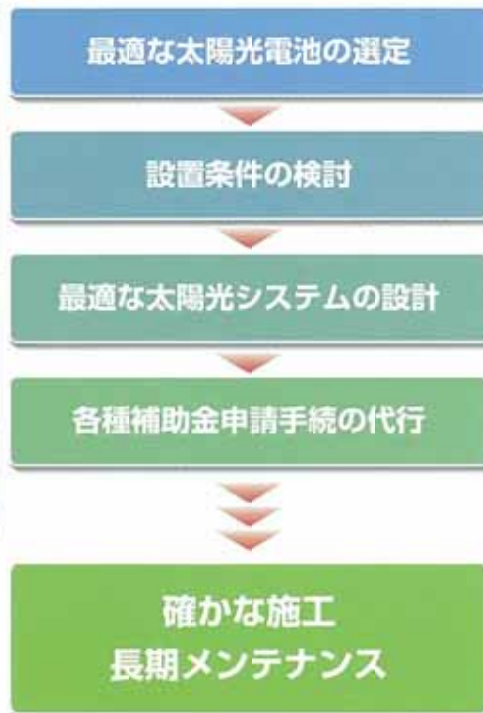 最適な太陽光電池の選定
設置条件の検討
最適な太陽光システムの設計
各種補助金申請手続の代行
確かな施工
長期メンテナンス